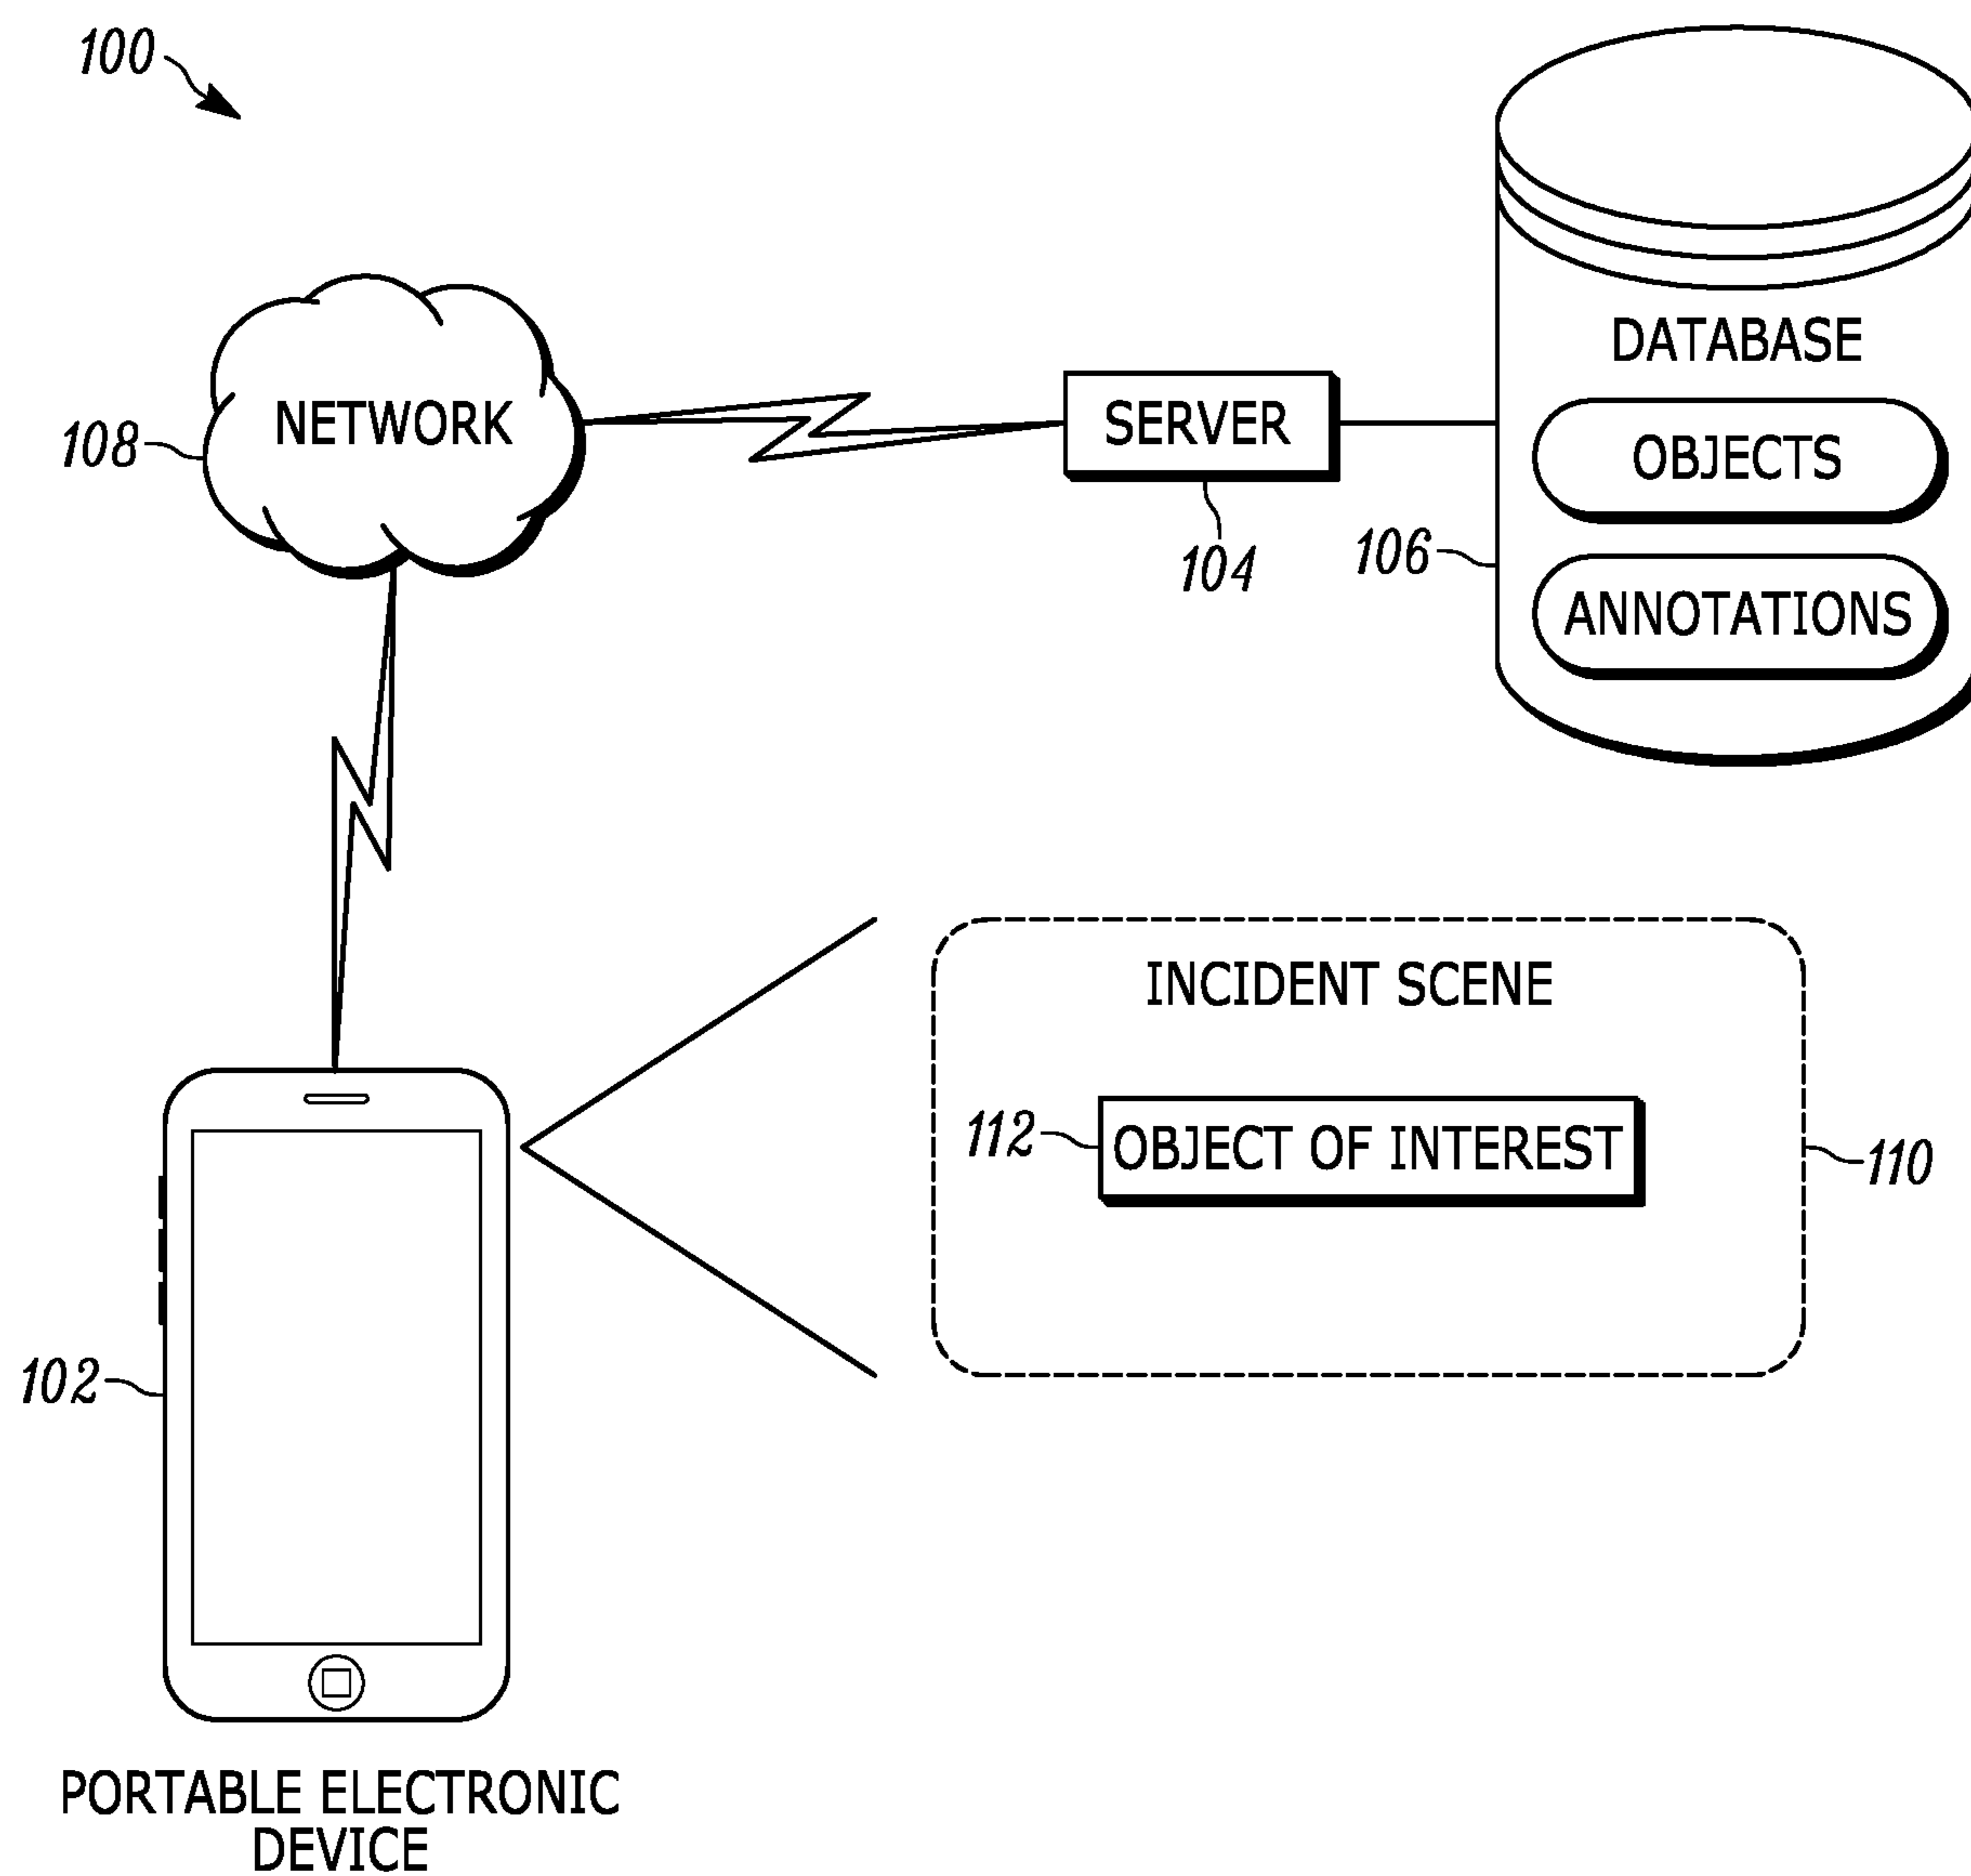 100
DATABASE
NETWORK
SERVER
OBJECTS
108
106
104
ANNOTATIONS
INCIDENT SCENE
112
OBJECT OF INTEREST
110
102
PORTABLE ELECTRONIC
DEVICE